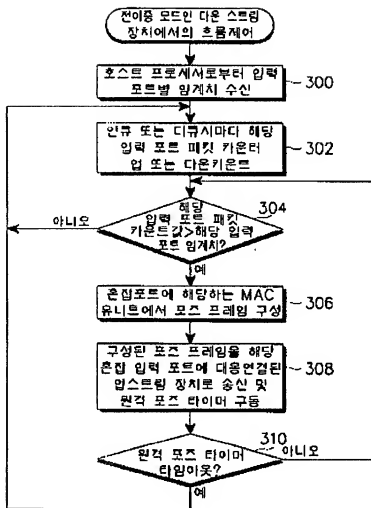 전이중 모드인 다운 스트림
장치에서의 흐름제어
호스트 프로세서로부터 입력
포트별 임계치 수신
300
인큐 또는 디큐시마다 해당
입력 포트 패킷 카운터
업 또는 다운카운트
302
해당
입력 포트 패킷
카운트값>해당 입력
포트 임계치?
304
아니오
예
혼잡포트에 해당하는 MAC
유니트에서 포즈 프레임 구성
306
구성된 포즈 프레임을 해당
혼잡 입력 포트에 대응연결된
업스트림 장치로 송신 및
원격 포즈 타이머 구동
308
원격 포즈 타이머
타임아웃?
310
아니오
예